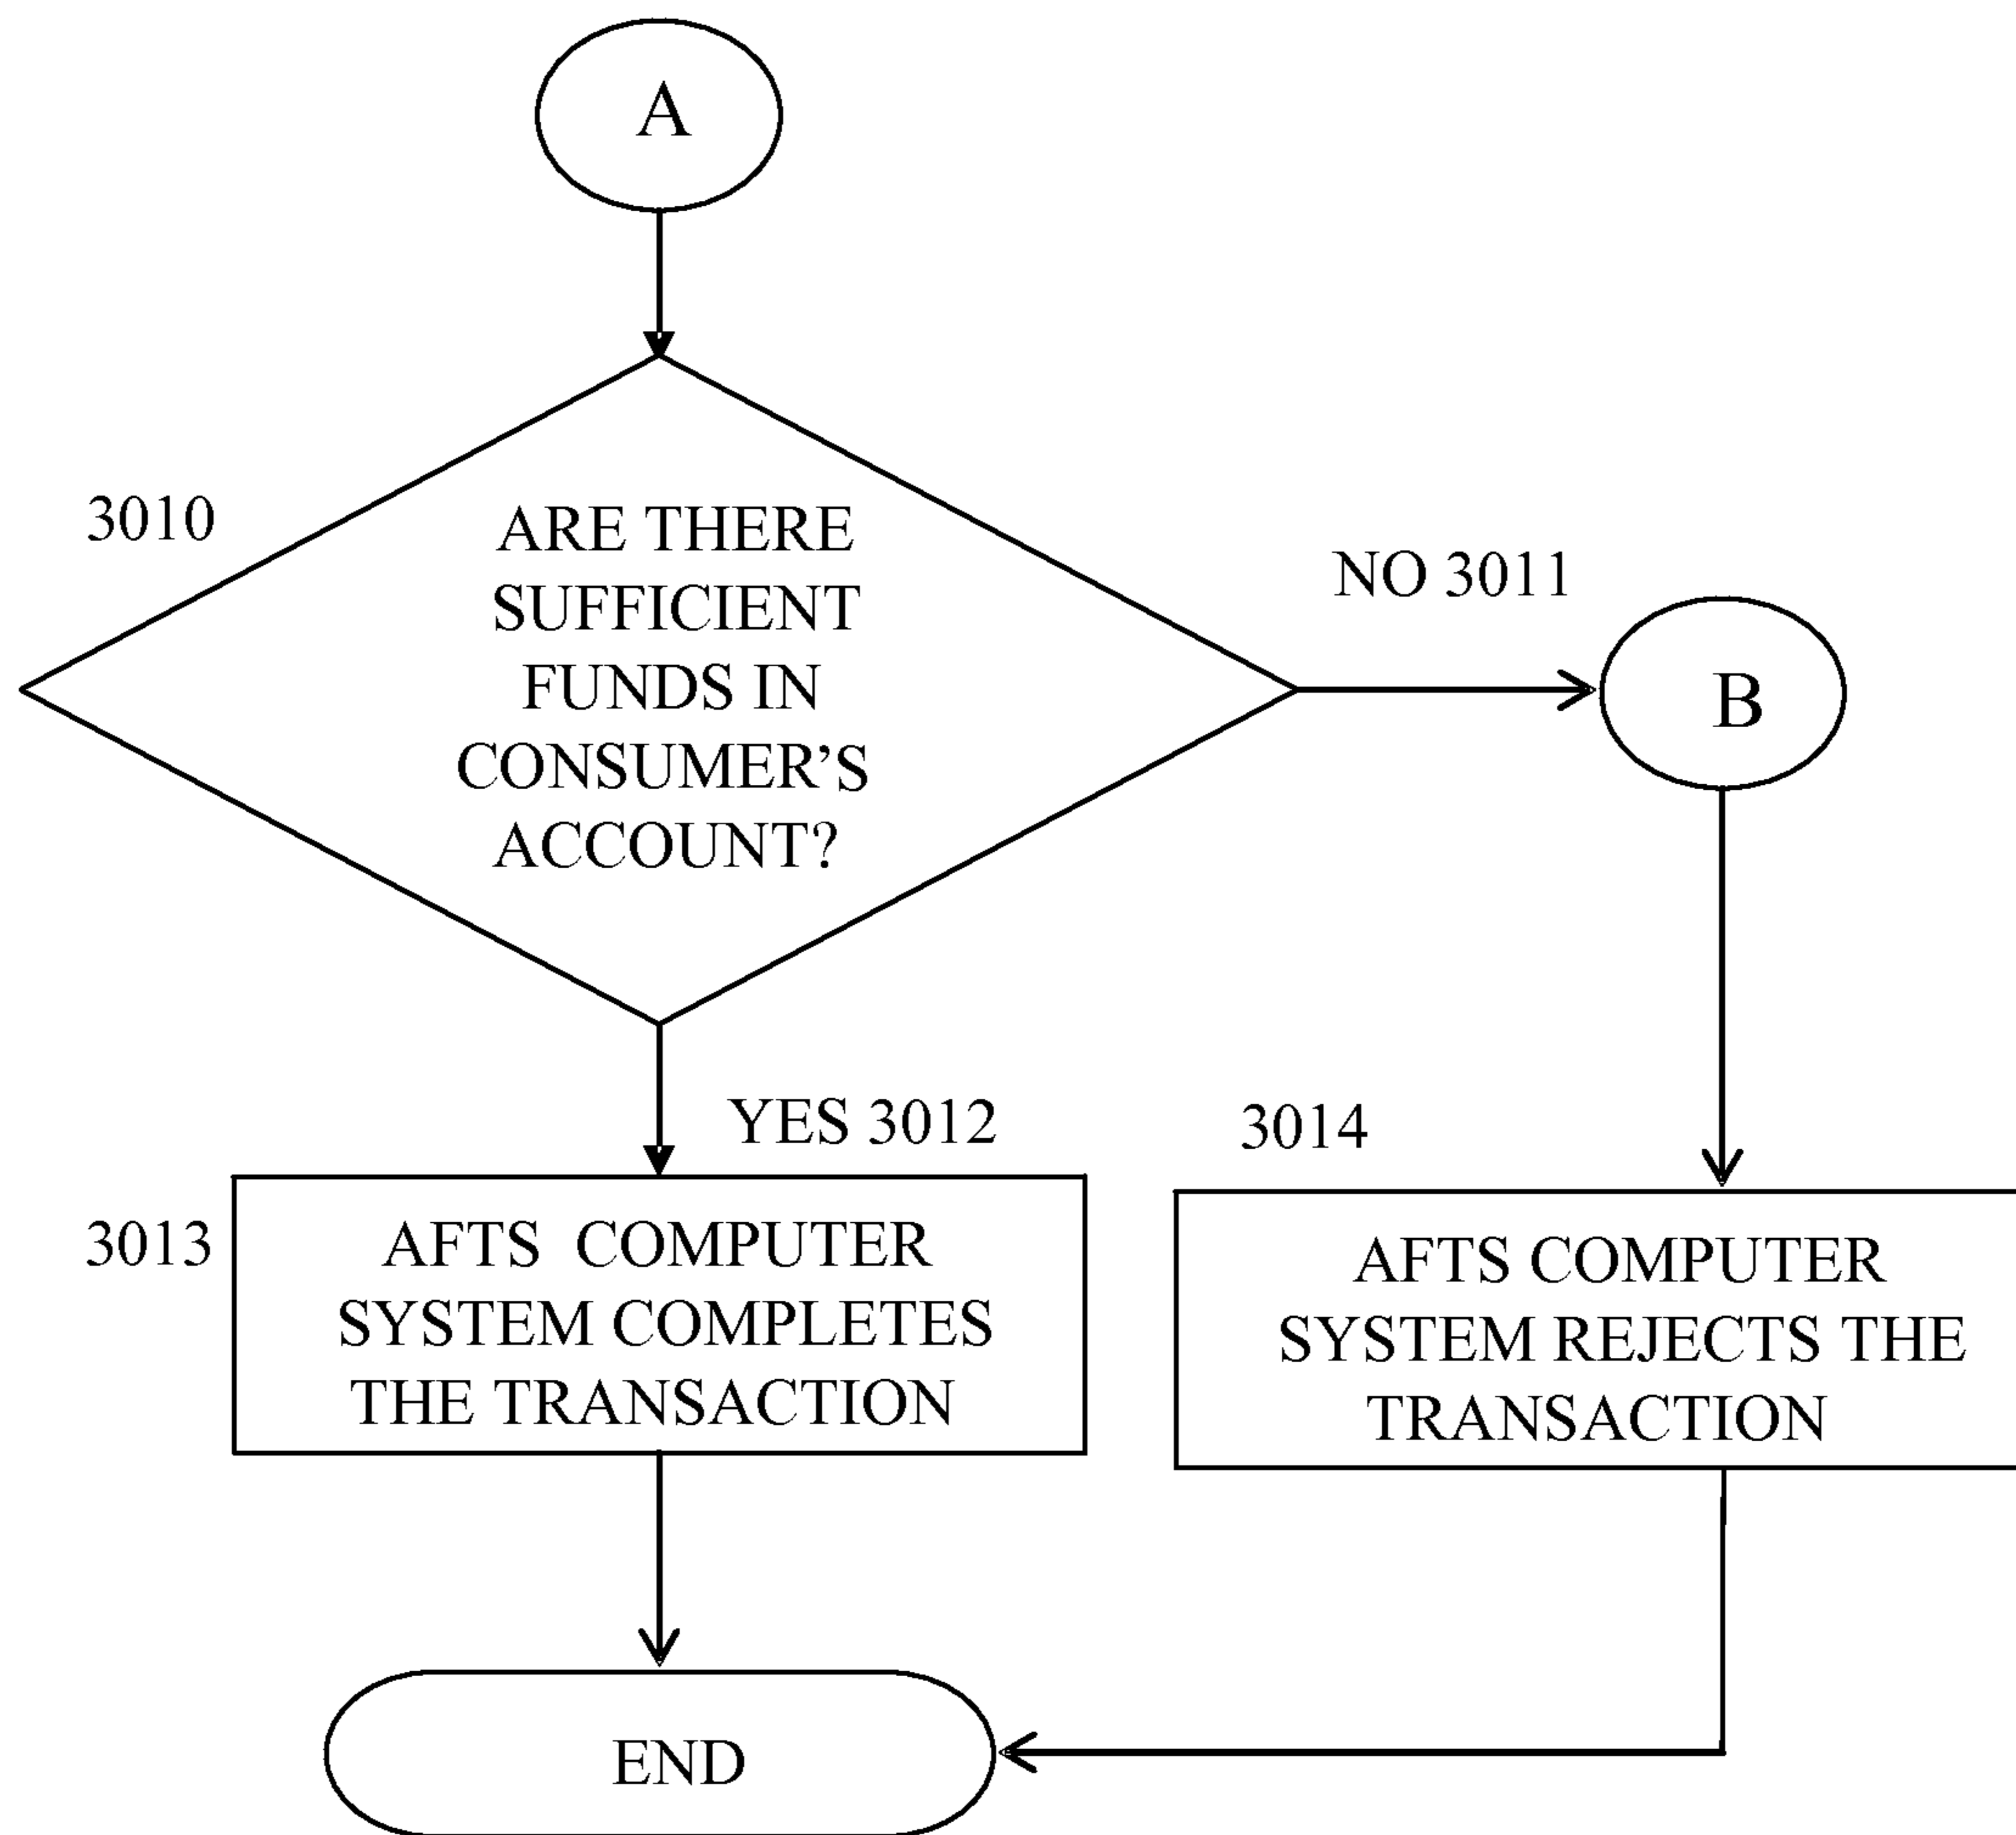 A
3010
ARE THERE
SUFFICIENT
FUNDS IN
CONSUMER’S
ACCOUNT?
NO 3011
B
YES 3012
3013
AFTS COMPUTER
SYSTEM COMPLETES
THE TRANSACTION
3014
AFTS COMPUTER
SYSTEM REJECTS THE
TRANSACTION
END